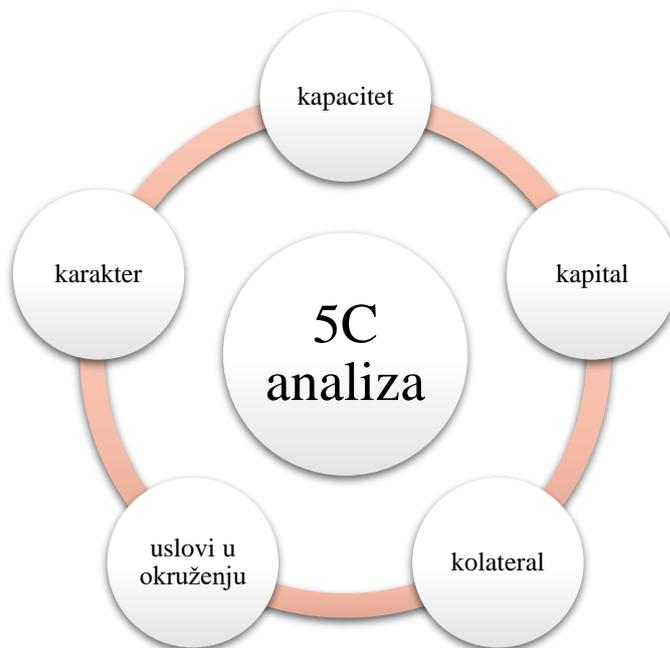 kapacitet
karakter
kapital
5C
analiza
uslovi u
okruženju
kolateral